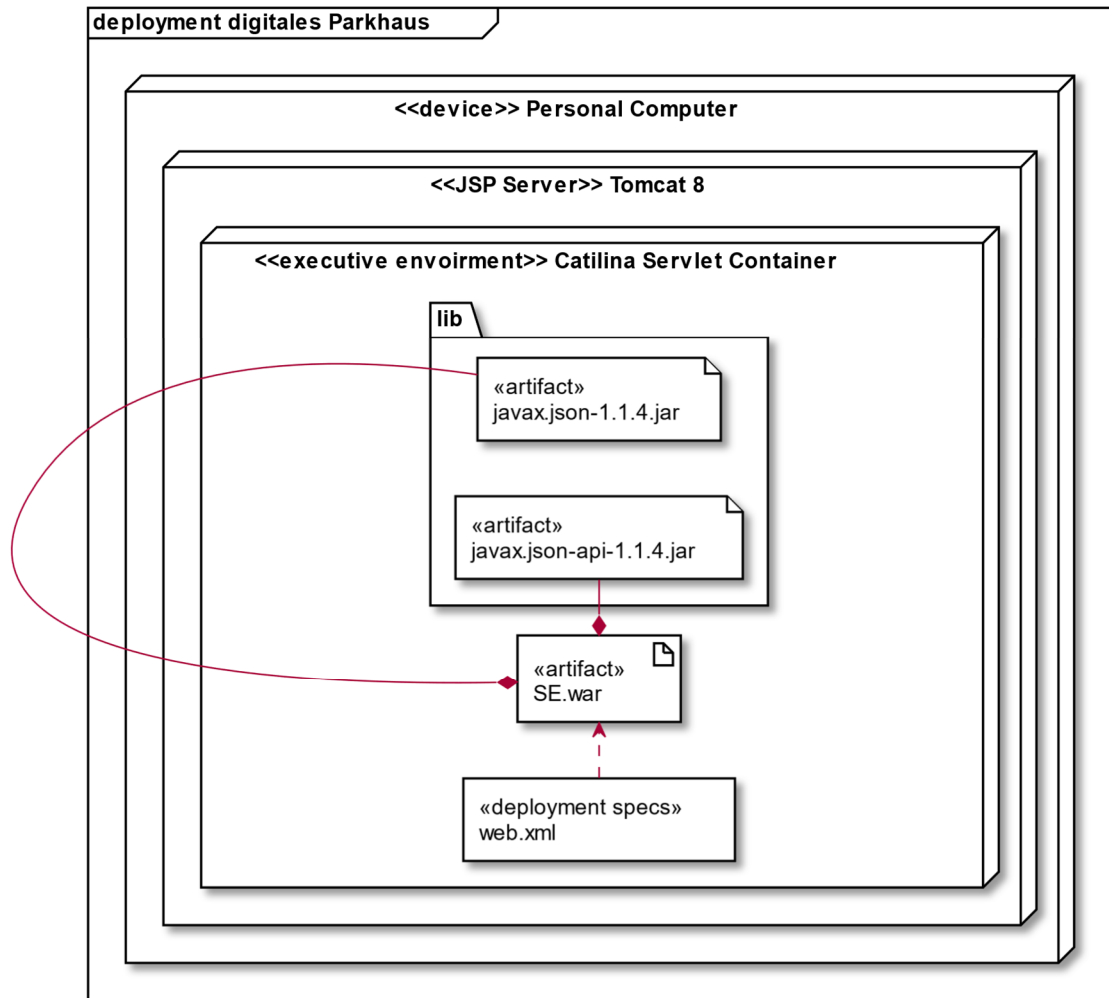 deployment digitales Parkhaus
<<device>> Personal Computer
<<JSP Server>> Tomcat 8
<<executive envoirment>> Catilina Servlet Container
lib
«artifact»
javax.json-1.1.4.jar
«artifact»
javax.json-api-1.1.4.jar
«artifact»
SE.war
«deployment specs»
web.xml